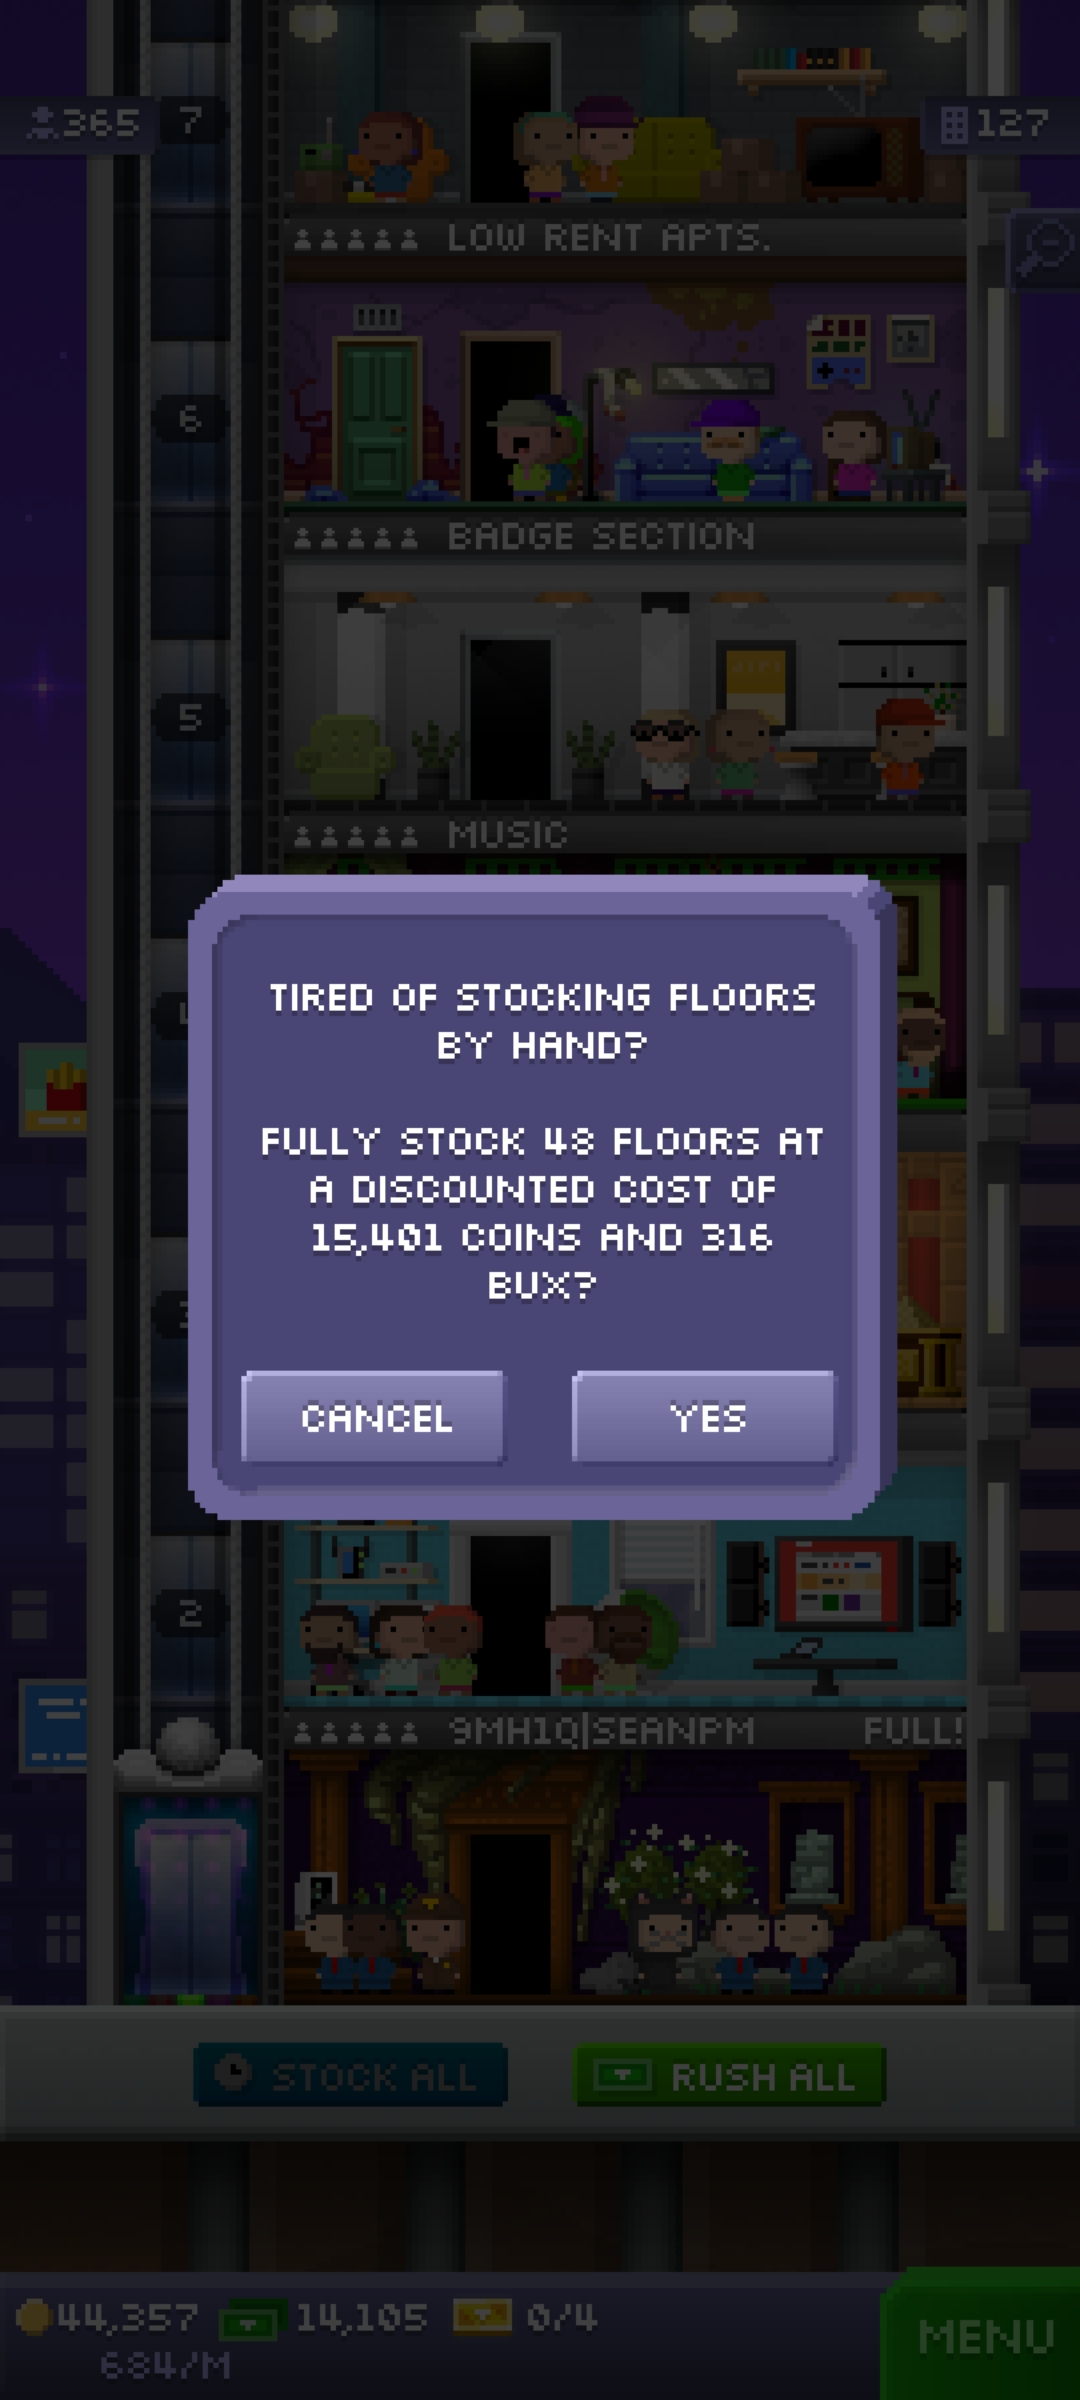 365
7
127
LOW RENT APTS.
6
BADGE SECTION
5
MUSIC
TIRED OF STOCKING FLOORS
BY HAND?
FULLY STOCK 48 FLOORS AT
A DISCOUNTED COST OF
15,401 COINS AND 316
BUX?
CANCEL
YES
2
9MH1Q|SEANPM
FULL!
STOCK ALL
RUSH ALL
44,357
14,105
0/4
684/M
MENU